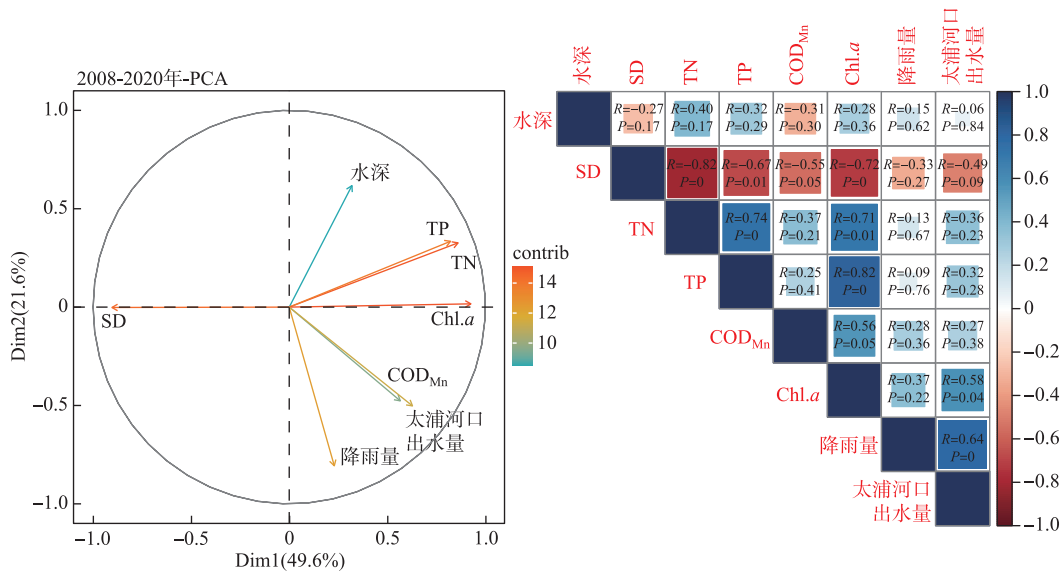 2008-2020年-PCA
1.0
0.5
0
-0.5
-1.0
Dim2(21.6%)
-1.0
-0.5
0
0.5
1.0
Dim1(49.6%)
水深
TP
TN
SD
Chl.a
COD_Mn
太浦河口
出水量
降雨量
contrib
14
12
10
水深
SD
TN
TP
COD_Mn
Chl.a
降雨量
太浦河口
出水量
水深
R=-0.27 R=0.40 R=0.32 R=-0.31 R=0.28 R=0.15 R=0.06
P=0.17 P=0.17 P=0.29 P=0.30 P=0.36 P=0.62 P=0.84
SD
R=-0.82 R=-0.67 R=-0.55 R=-0.72 R=-0.33 R=-0.49
P=0 P=0.01 P=0.05 P=0 P=0.27 P=0.09
TN
R=0.74 R=0.37 R=0.71 R=0.13 R=0.36
P=0 P=0.21 P=0.01 P=0.67 P=0.23
TP
R=0.25 R=0.82 R=0.09 R=0.32
P=0.41 P=0 P=0.76 P=0.28
COD_Mn
R=0.56 R=0.28 R=0.27
P=0.05 P=0.36 P=0.38
Chl.a
R=0.37 R=0.58
P=0.22 P=0.04
降雨量
R=0.64
P=0
太浦河口
出水量
1.0
0.8
0.6
0.4
0.2
0
-0.2
-0.4
-0.6
-0.8
-1.0